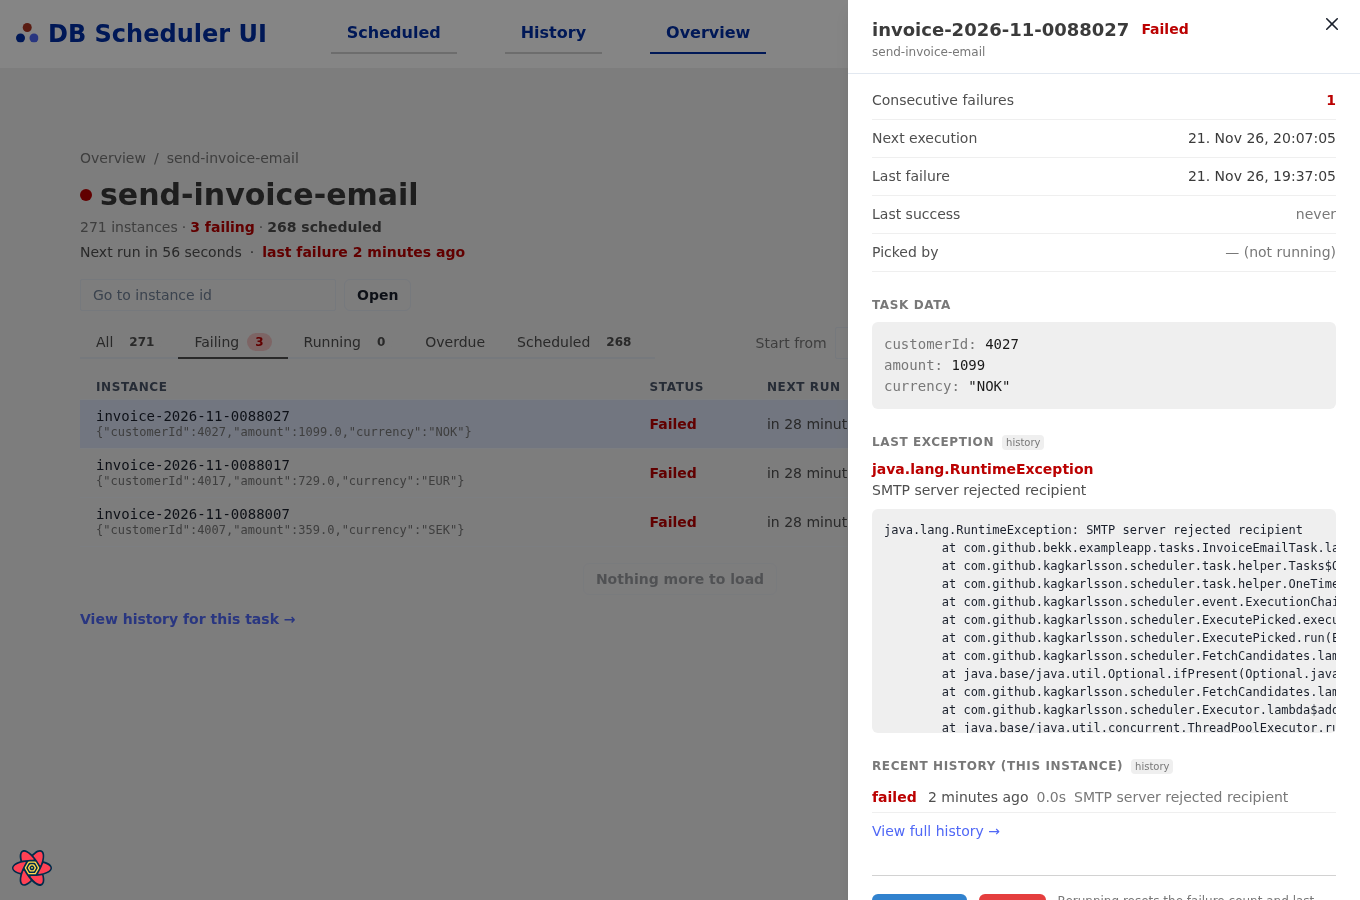 DB Scheduler UI
Scheduled
History
Overview
Overview / send-invoice-email
send-invoice-email
271 instances · 3 failing · 268 scheduled
Next run in 56 seconds · last failure 2 minutes ago
Go to instance id
Open
All 271
Failing 3
Running 0
Overdue
Scheduled 268
Start from
INSTANCE STATUS NEXT RUN
invoice-2026-11-0088027 Failed in 28 minut
{"customerId":4027,"amount":1099.0,"currency":"NOK"}
invoice-2026-11-0088017 Failed in 28 minut
{"customerId":4017,"amount":729.0,"currency":"EUR"}
invoice-2026-11-0088007 Failed in 28 minut
{"customerId":4007,"amount":359.0,"currency":"SEK"}
Nothing more to load
View history for this task →
invoice-2026-11-0088027 Failed
send-invoice-email
Consecutive failures 1
Next execution 21. Nov 26, 20:07:05
Last failure 21. Nov 26, 19:37:05
Last success never
Picked by — (not running)
TASK DATA
customerId: 4027
amount: 1099
currency: "NOK"
LAST EXCEPTION history
java.lang.RuntimeException
SMTP server rejected recipient
java.lang.RuntimeException: SMTP server rejected recipient
at com.github.bekk.exampleapp.tasks.InvoiceEmailTask.la
at com.github.kagkarlsson.scheduler.task.helper.Tasks$O
at com.github.kagkarlsson.scheduler.task.helper.OneTime
at com.github.kagkarlsson.scheduler.event.ExecutionChai
at com.github.kagkarlsson.scheduler.ExecutePicked.execu
at com.github.kagkarlsson.scheduler.ExecutePicked.run(E
at com.github.kagkarlsson.scheduler.FetchCandidates.lam
at java.base/java.util.Optional.ifPresent(Optional.java
at com.github.kagkarlsson.scheduler.FetchCandidates.lam
at com.github.kagkarlsson.scheduler.Executor.lambda$add
at java.base/java.util.concurrent.ThreadPoolExecutor.ru
RECENT HISTORY (THIS INSTANCE) history
failed 2 minutes ago 0.0s SMTP server rejected recipient
View full history →
Rerunning resets the failure count and last